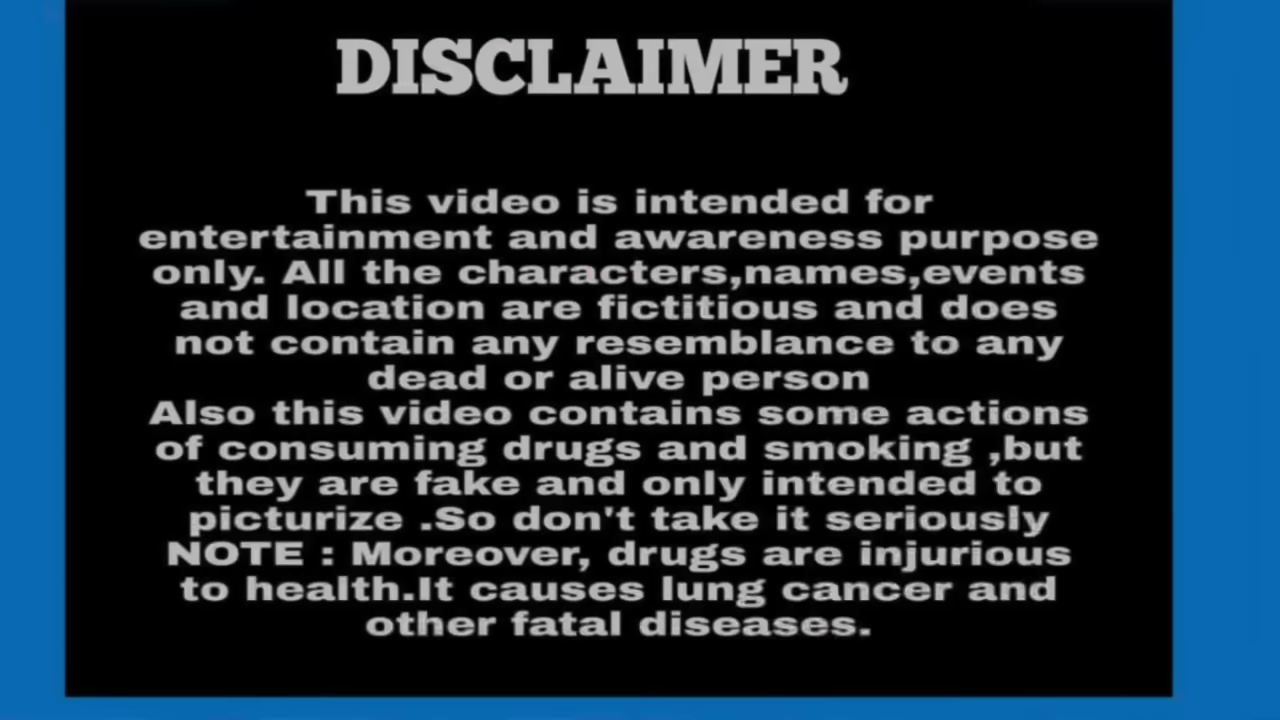 DISCLAIMER
This video is intended for
entertainment and awareness purpose
only. All the characters,names,events
and location are fictitious and does
not contain any resemblance to any
dead or alive person
Also this video contains some actions
of consuming drugs and smoking ,but
they are fake and only intended to
picturize .So don't take it seriously
NOTE : Moreover, drugs are injurious
to health.It causes lung cancer and
other fatal diseases.